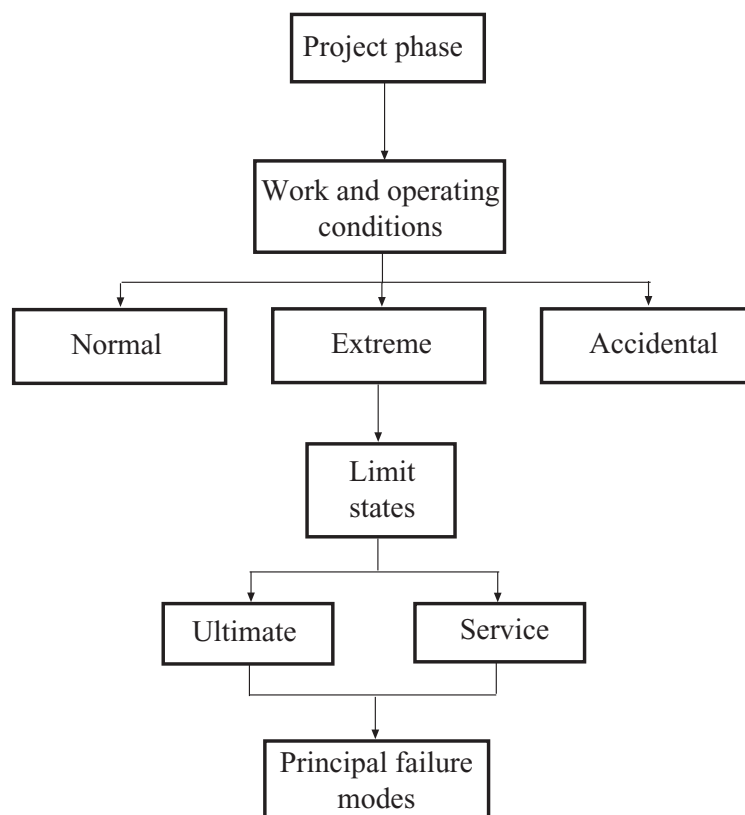 Project phase
Work and operating
conditions
Normal
Extreme
Accidental
Limit
states
Ultimate
Service
Principal failure
modes